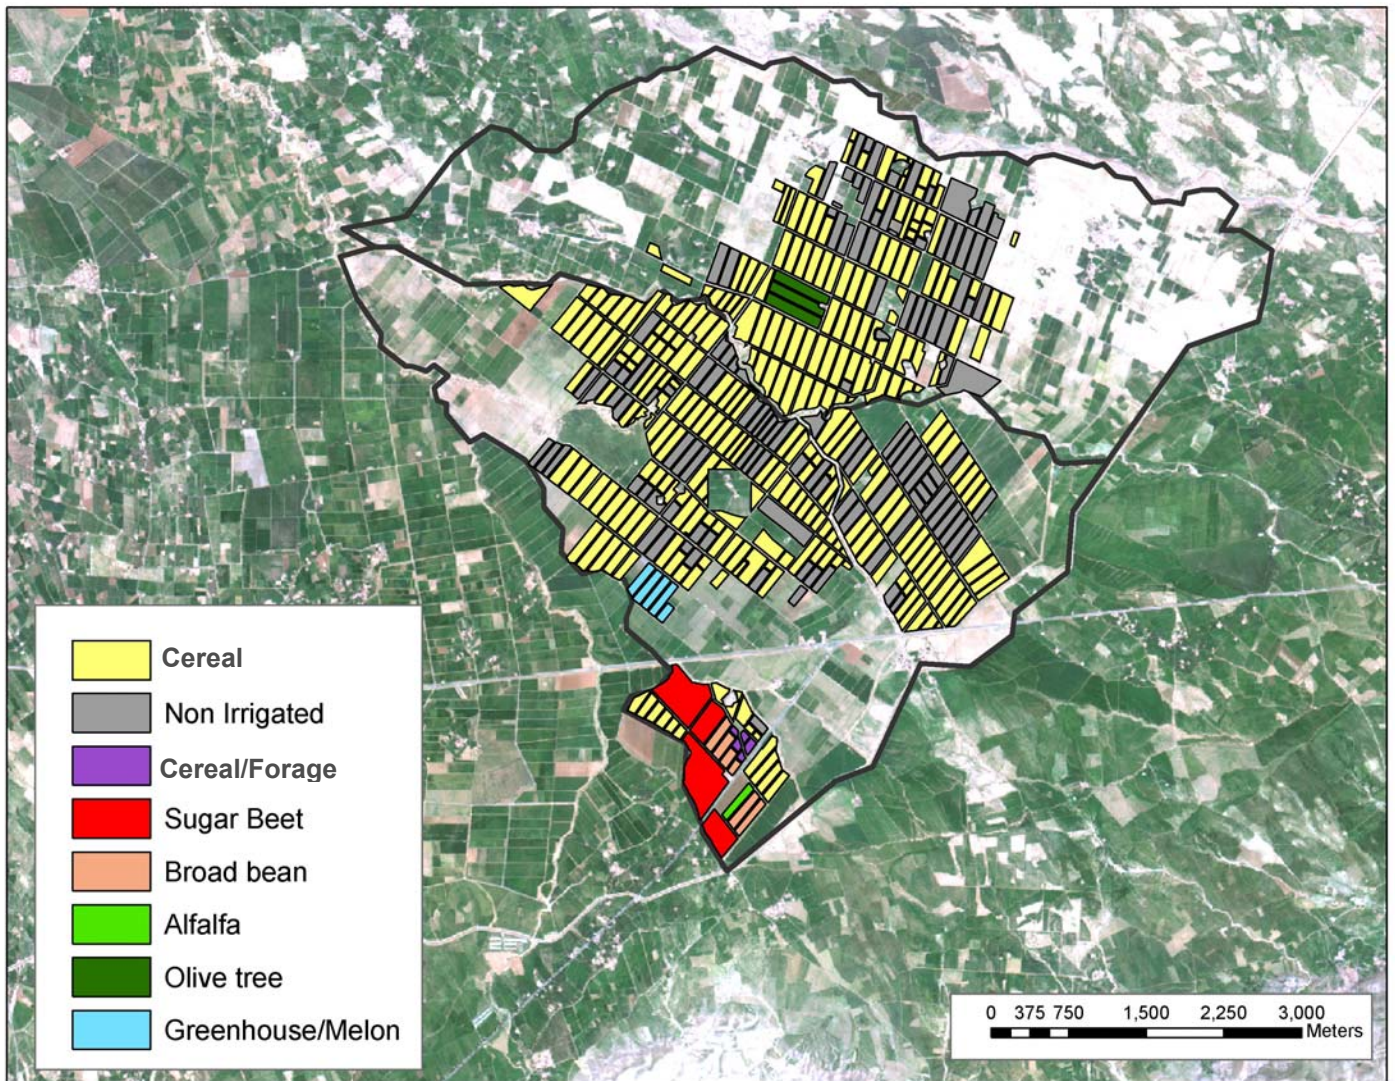 Cereal
Non Irrigated
Cereal/Forage
Sugar Beet
Broad bean
Alfalfa
Olive tree
Greenhouse/Melon
0 375 750 1,500 2,250 3,000
Meters